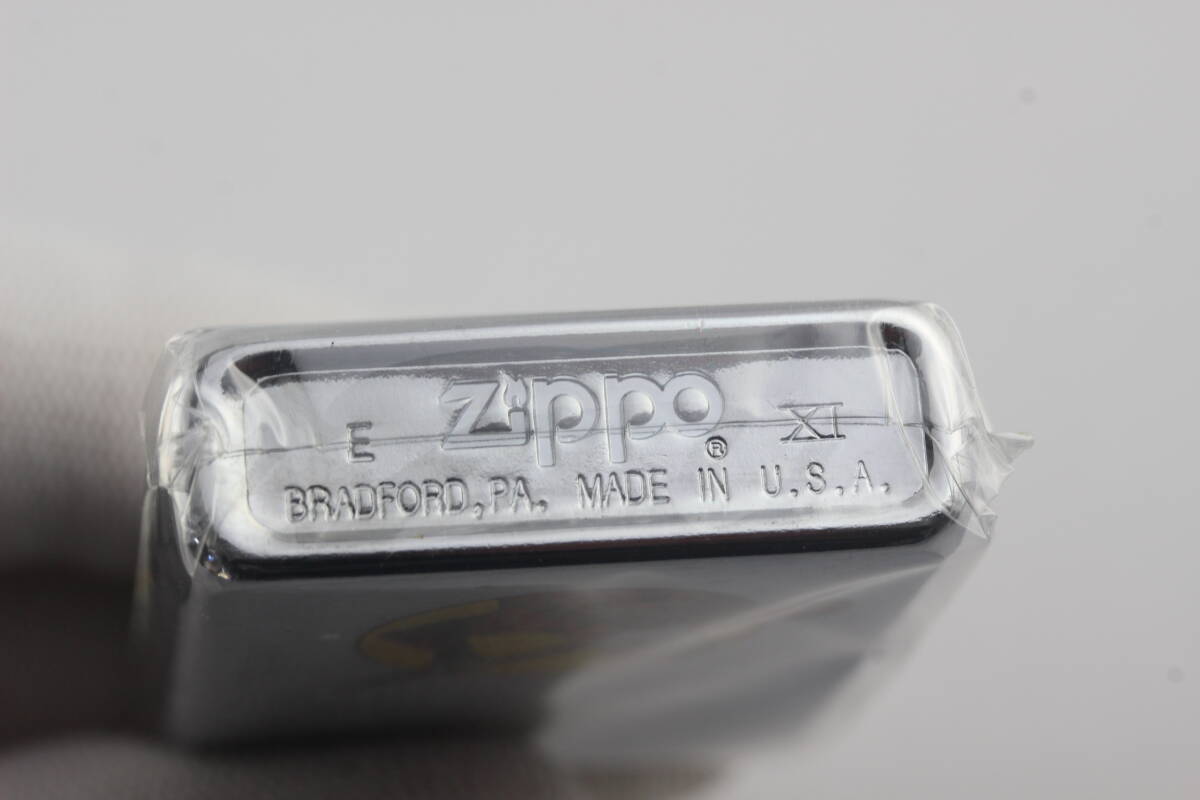 E Zippo ® XI
BRADFORD, PA. MADE IN U.S.A.